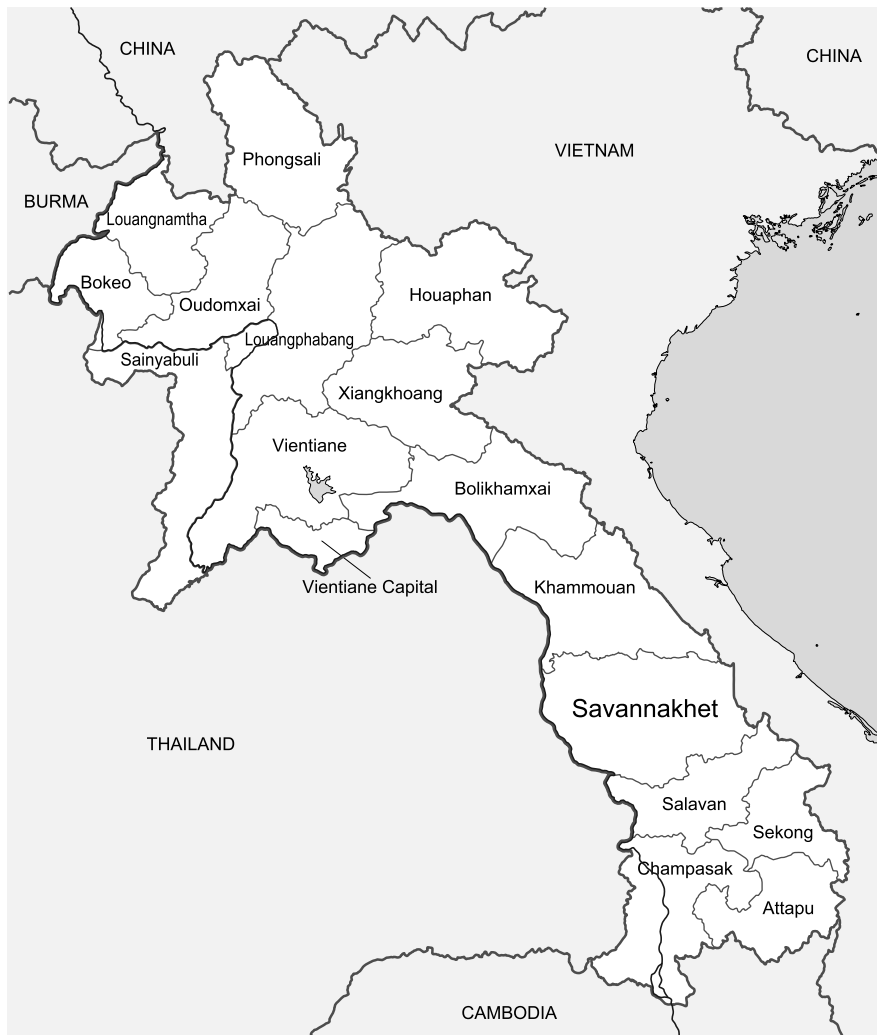 CHINA
CHINA
Phongsali
VIETNAM
BURMA
Louangnamtha
Bokeo
Oudomxai
Houaphan
Louangphabang
Sainyabuli
Xiangkhoang
Vientiane
Bolikhamxai
Vientiane Capital
Khammouan
Savannakhet
THAILAND
Salavan
Sekong
Champasak
Attapu
CAMBODIA